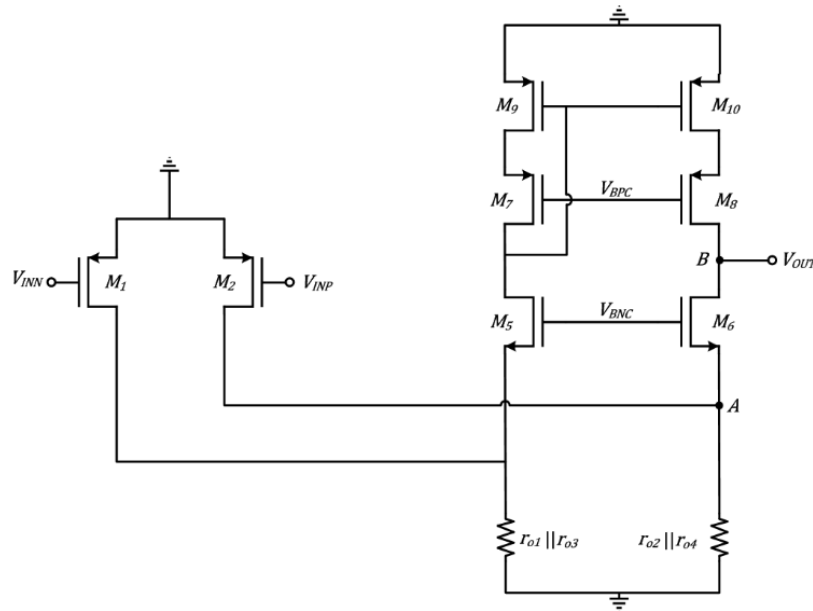 M9
M10
M7
VBPC
M8
VINN
M1
M2
VINP
B
VOUT
M5
VBNC
M6
A
ro1||ro3
ro2||ro4